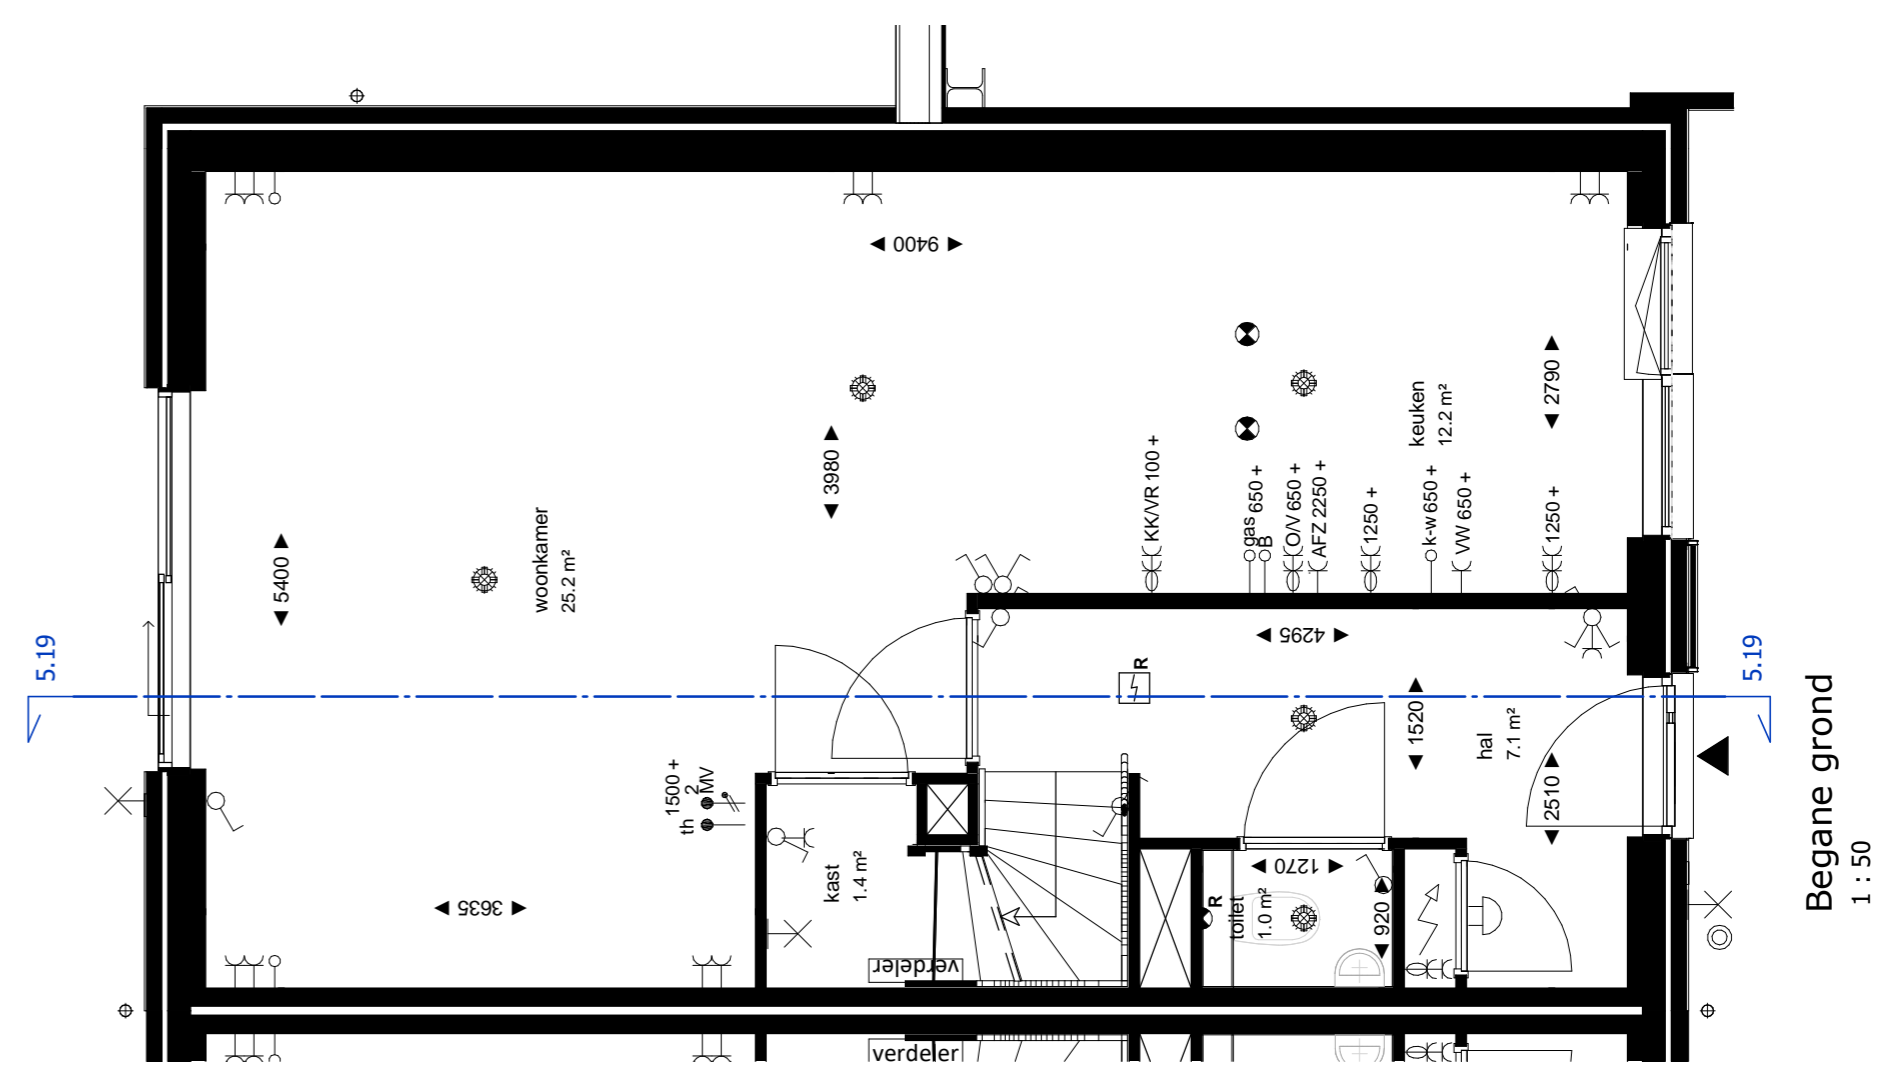 9400
2790
keuken
12.2 m²
3980
KK/VR 100 +
gas 650 +
B
O/V 650 +
AFZ 2250 +
1250 +
k-w 650 +
VW 650 +
1250 +
woonkamer
25.2 m²
5400
4295
5.19
5.19
R
1520
hal
7.1 m²
2510
1500 +
2
MV
th
kast
1.4 m²
1270
R
toilet
1.0 m²
920
3635
verdeler
verdeler
Begane grond
1 : 50